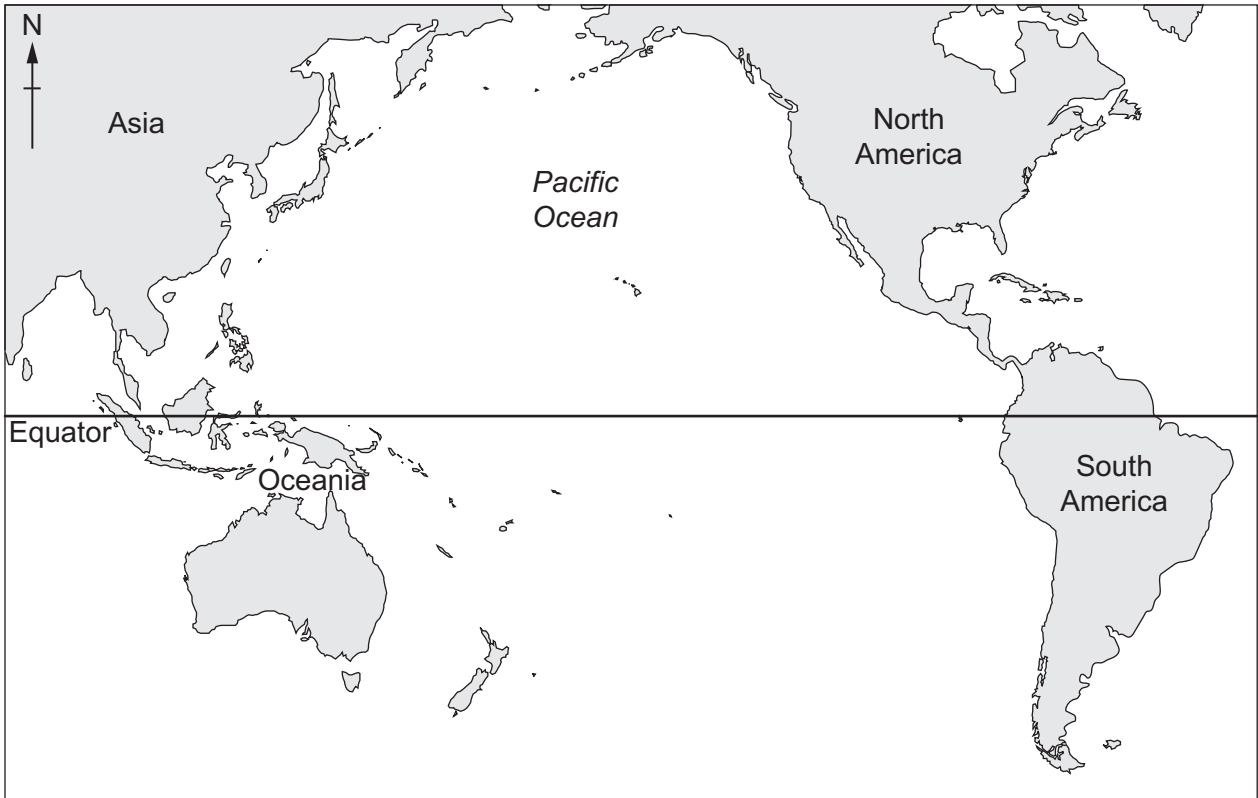 N
Asia
North
America
Pacific
Ocean
Equator
Oceania
South
America